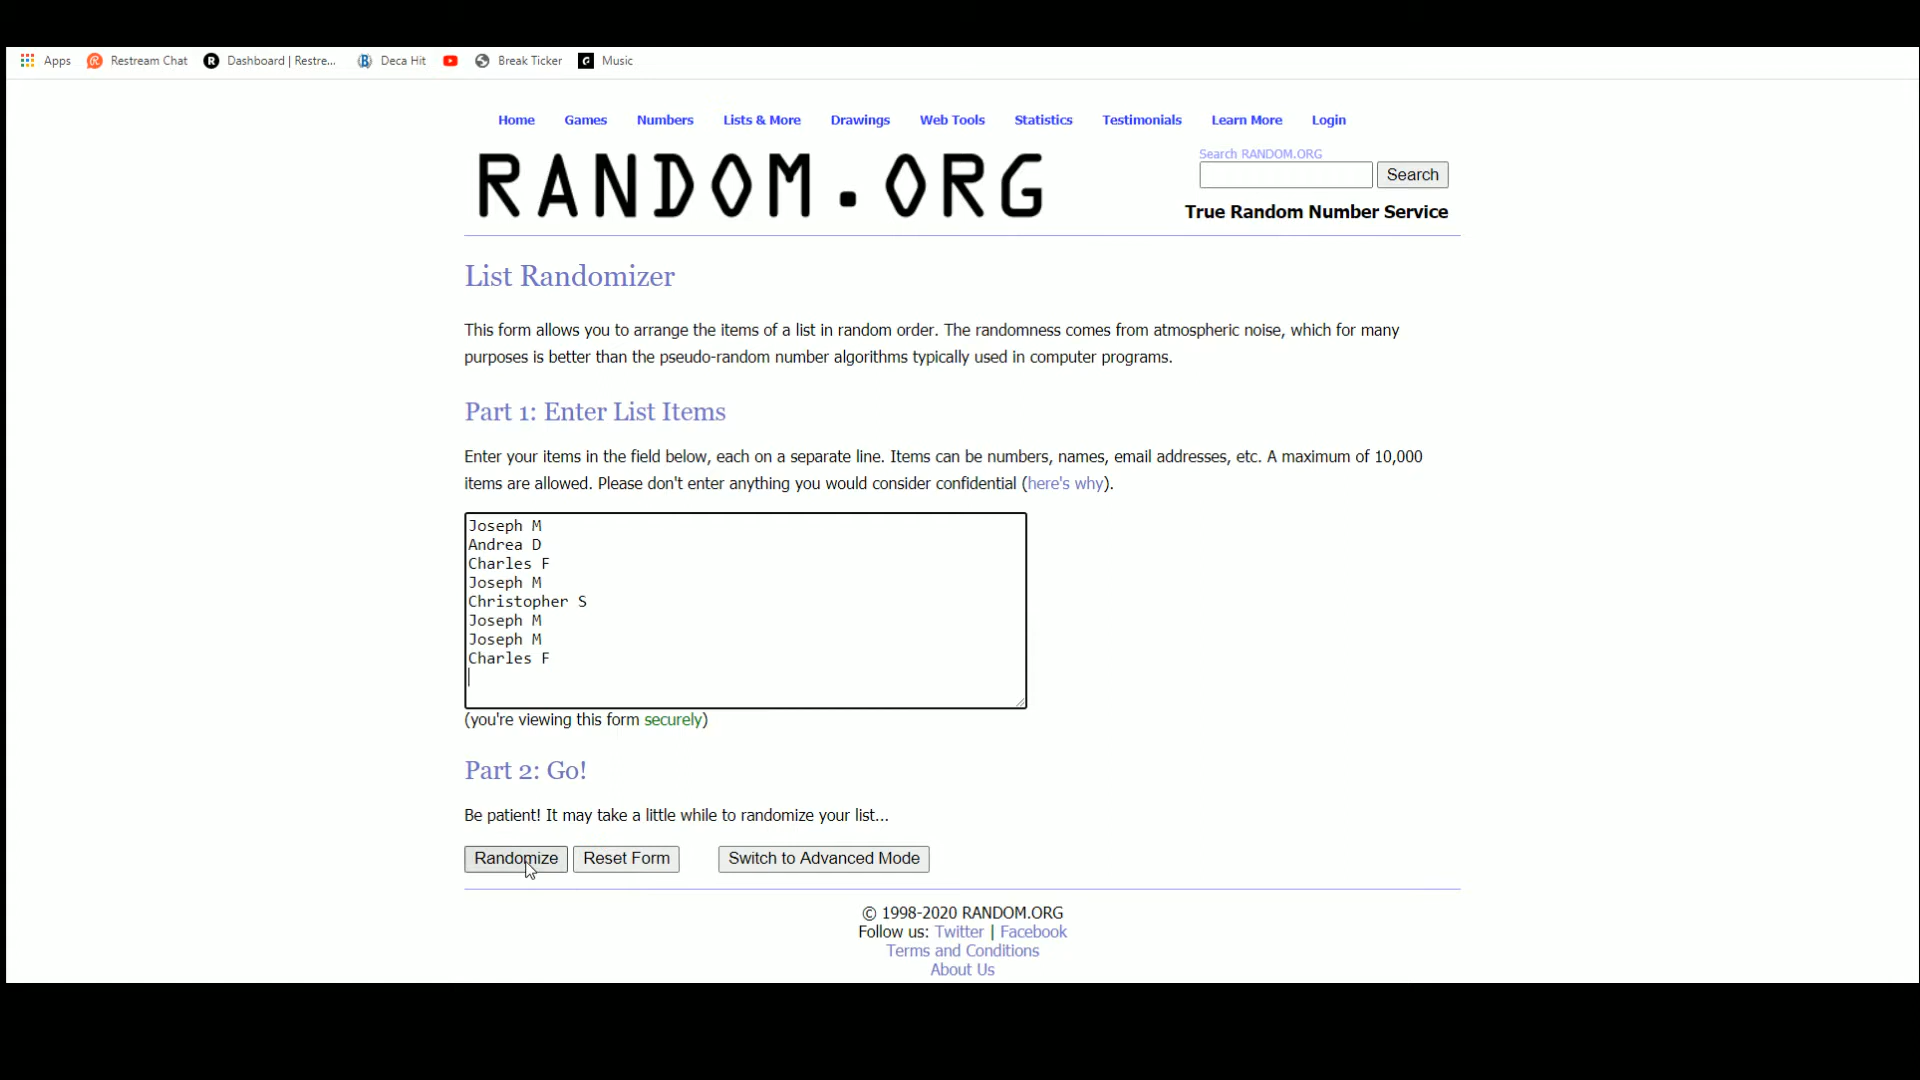 Apps Restream Chat Dashboard | Restre... Deca Hit Break Ticker Music
Home Games Numbers Lists & More Drawings Web Tools Statistics Testimonials Learn More Login
RANDOM.ORG
Search RANDOM.ORG
Search
True Random Number Service
List Randomizer
This form allows you to arrange the items of a list in random order. The randomness comes from atmospheric noise, which for many
purposes is better than the pseudo-random number algorithms typically used in computer programs.
Part 1: Enter List Items
Enter your items in the field below, each on a separate line. Items can be numbers, names, email addresses, etc. A maximum of 10,000
items are allowed. Please don't enter anything you would consider confidential (here's why).
Joseph M
Andrea D
Charles F
Joseph M
Christopher S
Joseph M
Joseph M
Charles F
(you're viewing this form securely)
Part 2: Go!
Be patient! It may take a little while to randomize your list...
Randomize Reset Form Switch to Advanced Mode
© 1998-2020 RANDOM.ORG
Follow us: Twitter | Facebook
Terms and Conditions
About Us